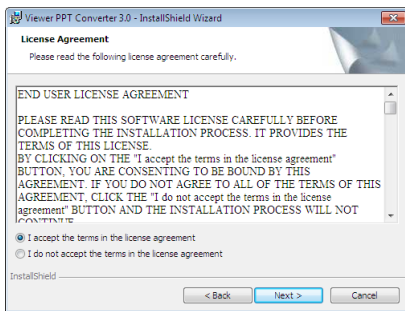 Viewer PPT Converter 3.0 - InstallShield Wizard
License Agreement
Please read the following license agreement carefully.
END USER LICENSE AGREEMENT
PLEASE READ THIS SOFTWARE LICENSE CAREFULLY BEFORE
COMPLETING THE INSTALLATION PROCESS. IT PROVIDES THE
TERMS OF THIS LICENSE.
BY CLICKING ON THE "I accept the terms in the license agreement"
BUTTON, YOU ARE CONSENTING TO BE BOUND BY THIS
AGREEMENT. IF YOU DO NOT AGREE TO ALL OF THE TERMS OF THIS
AGREEMENT, CLICK THE "I do not accept the terms in the license
agreement" BUTTON AND THE INSTALLATION PROCESS WILL NOT
CONTINUE
I accept the terms in the license agreement
I do not accept the terms in the license agreement
InstallShield
< Back Next > Cancel